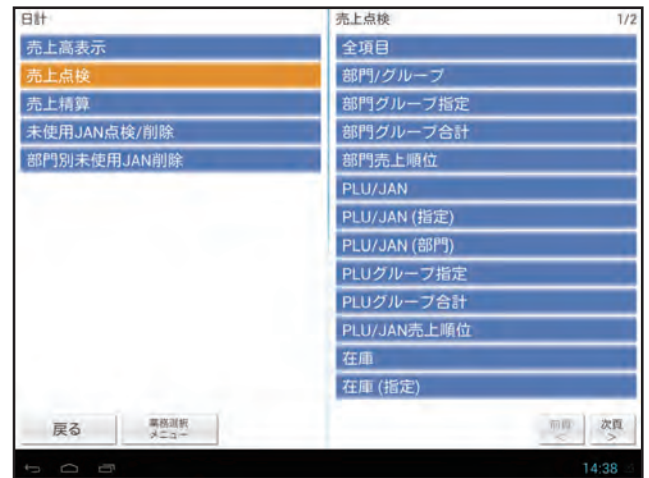 日計
売上高表示
売上点検
売上精算
未使用JAN点検/削除
部門別未使用JAN削除
戻る
業務選択
メニュー
売上点検 1/2
全項目
部門/グループ
部門グループ指定
部門グループ合計
部門売上順位
PLU/JAN
PLU/JAN (指定)
PLU/JAN (部門)
PLUグループ指定
PLUグループ合計
PLU/JAN売上順位
在庫
在庫 (指定)
前頁
<
次頁
>
14:38